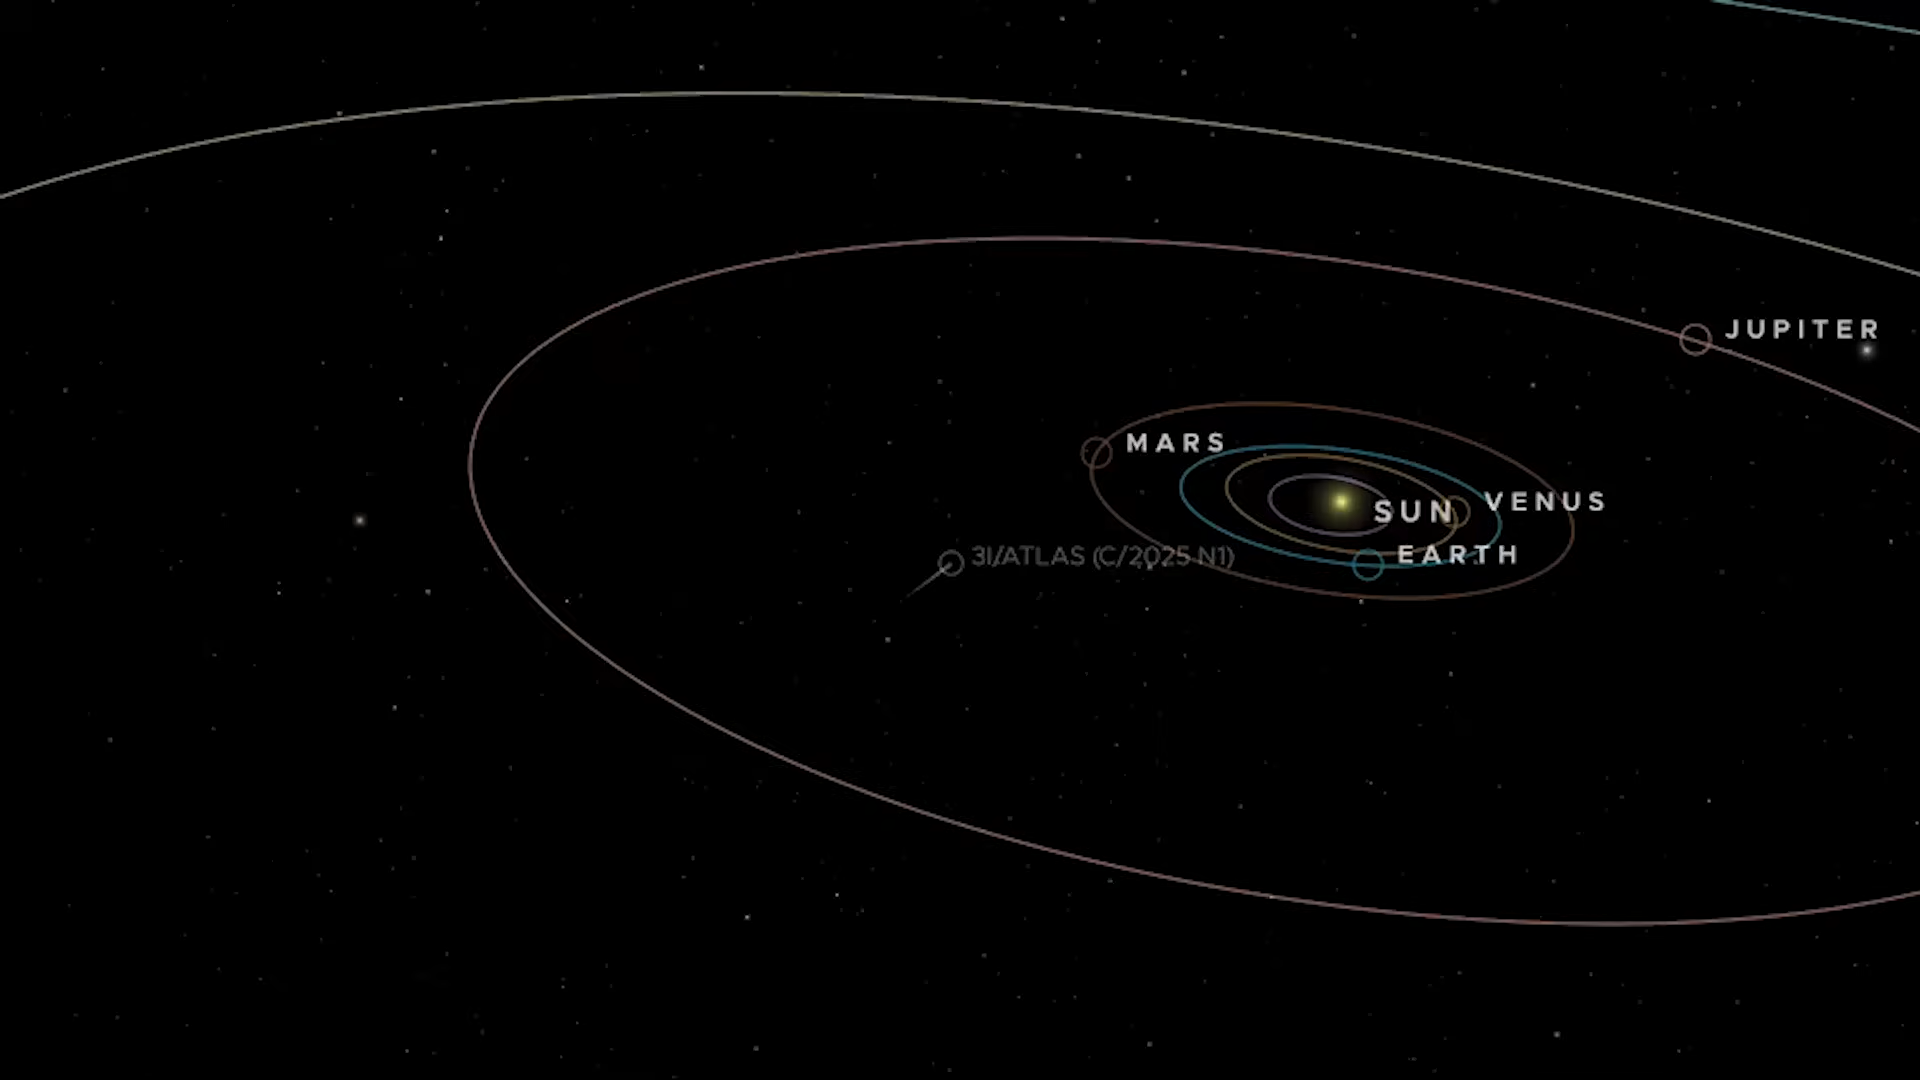 JUPITER
MARS
VENUS
SUN
EARTH
3I/ATLAS (C/2025 N1)